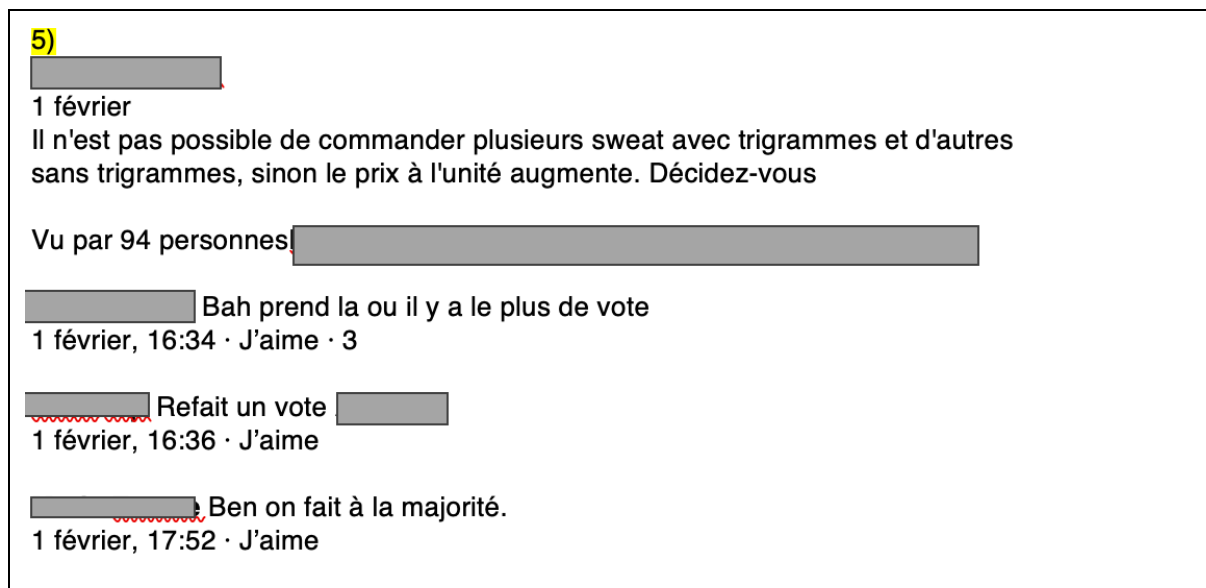 5)
1 février
Il n'est pas possible de commander plusieurs sweat avec trigrammes et d'autres
sans trigrammes, sinon le prix à l'unité augmente. Décidez-vous
Vu par 94 personnes
Bah prend la ou il y a le plus de vote
1 février, 16:34 · J’aime · 3
Refait un vote
1 février, 16:36 · J’aime
Ben on fait à la majorité.
1 février, 17:52 · J’aime